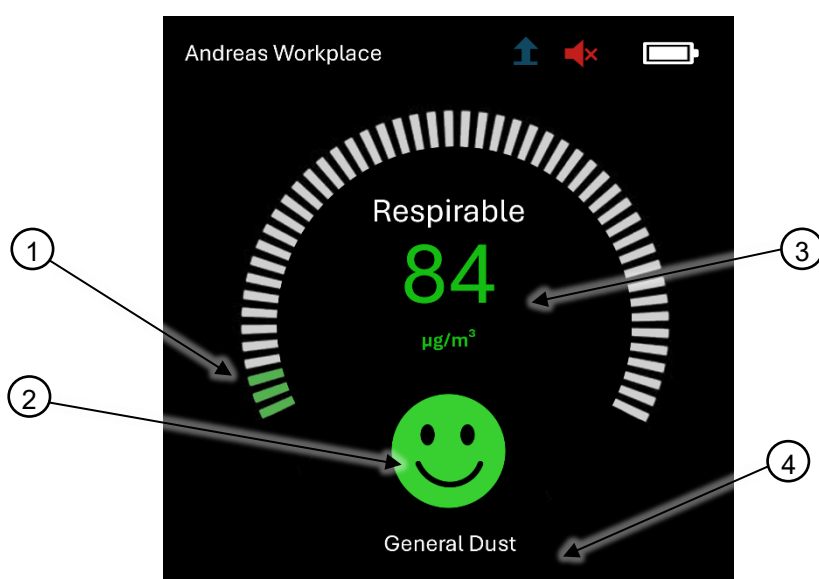 Andreas Workplace
Respirable
1
84
3
µg/m³
2
4
General Dust